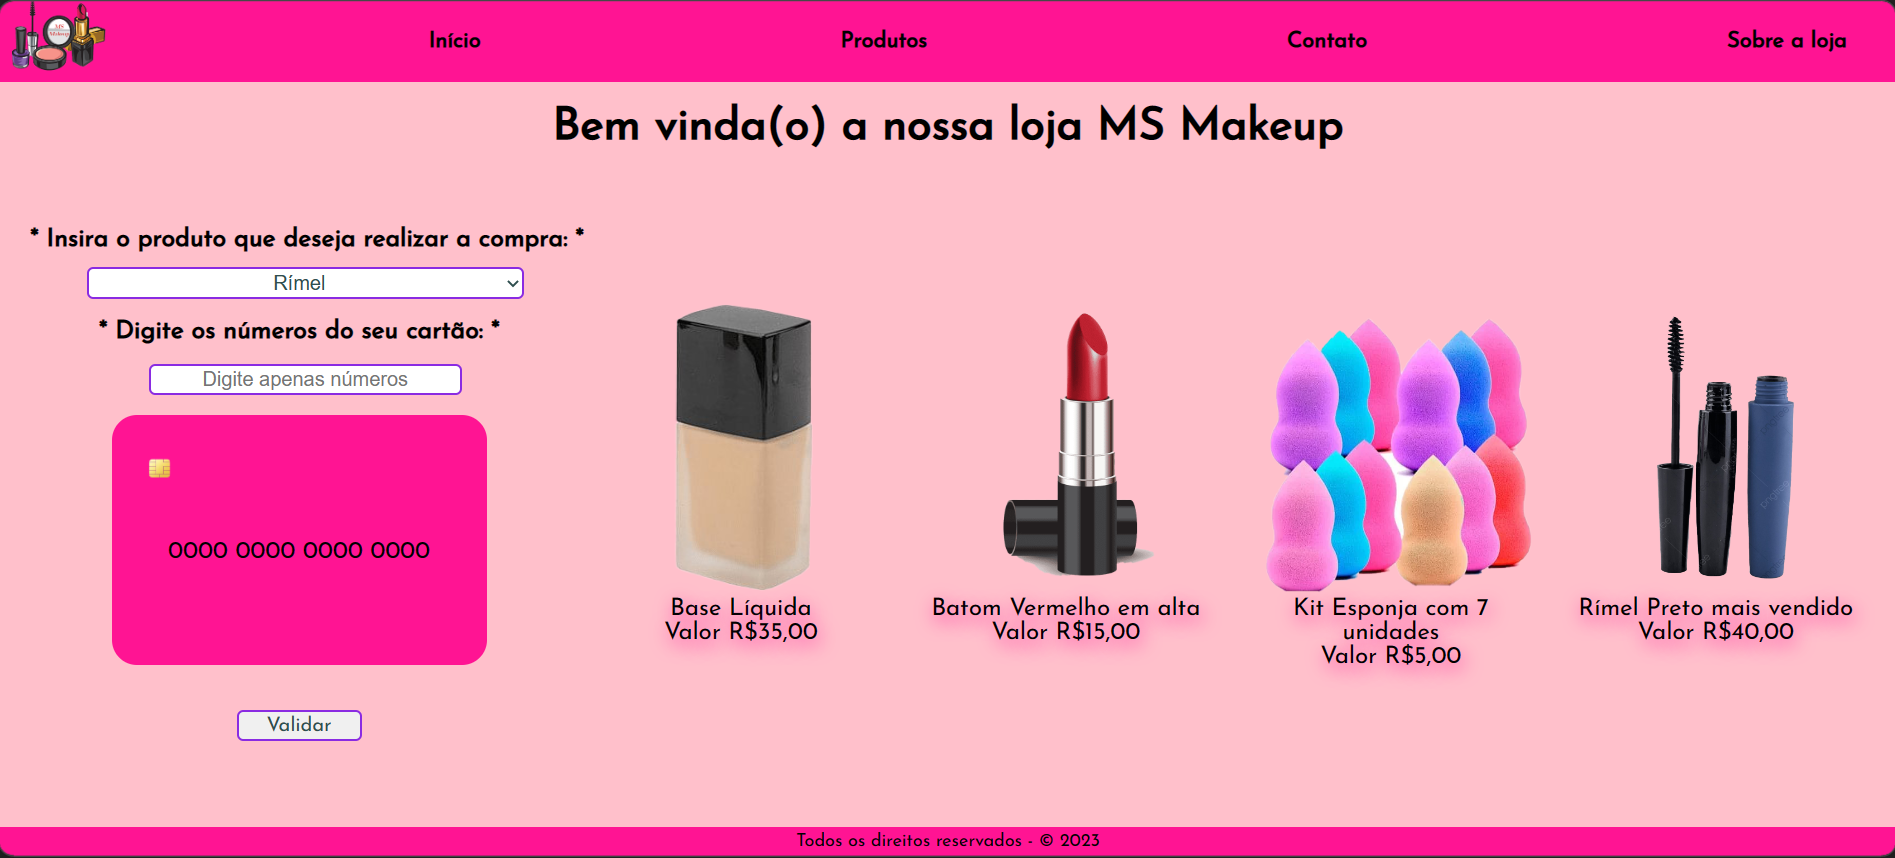 MS
Makeup
Início
Produtos
Contato
Sobre a loja
Bem vinda(o) a nossa loja MS Makeup
* Insira o produto que deseja realizar a compra: *
Rímel
* Digite os números do seu cartão: *
Digite apenas números
0000 0000 0000 0000
Validar
Base Líquida
Valor R$35,00
Batom Vermelho em alta
Valor R$15,00
Kit Esponja com 7
unidades
Valor R$5,00
Rímel Preto mais vendido
Valor R$40,00
Todos os direitos reservados - © 2023